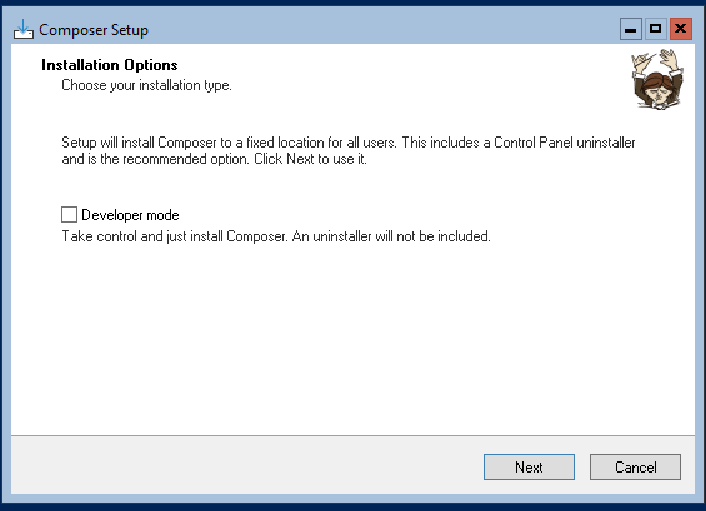 Composer Setup
Installation Options
Choose your installation type.
Setup will install Composer to a fixed location for all users. This includes a Control Panel uninstaller
and is the recommended option. Click Next to use it.
Developer mode
Take control and just install Composer. An uninstaller will not be included.
Next
Cancel